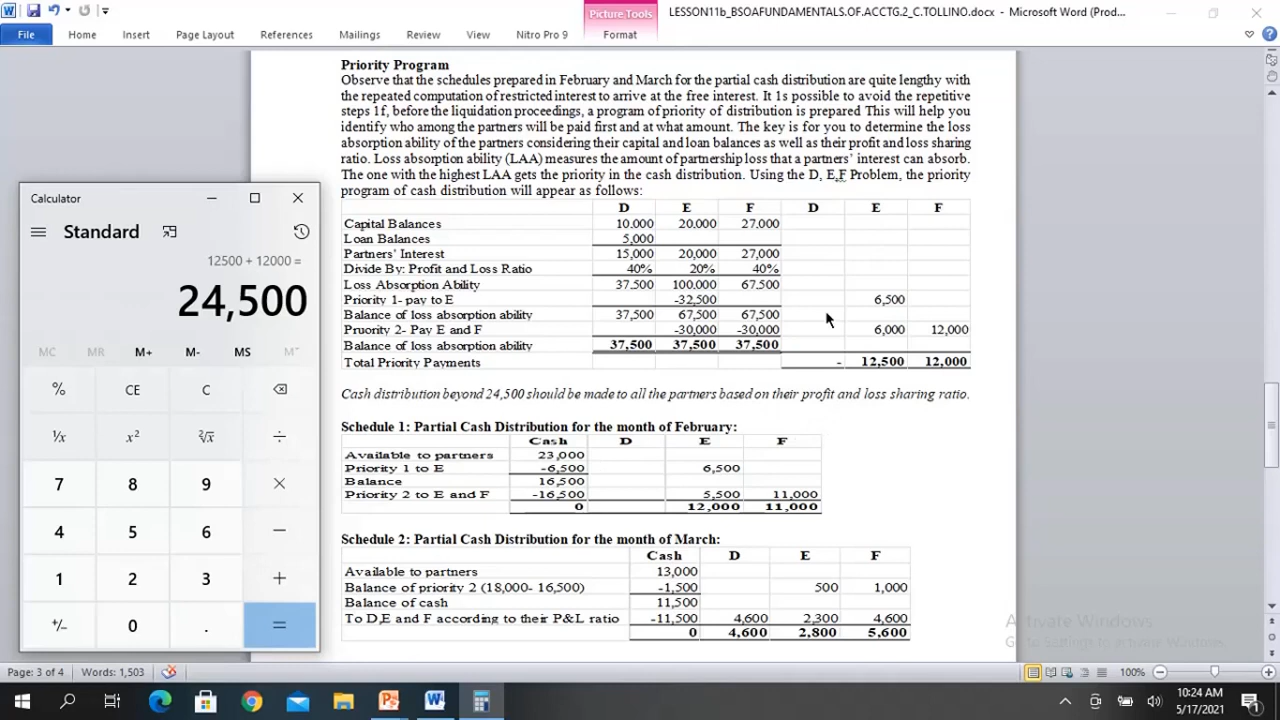 Picture Tools
LESSON11b_BSOAFUNDAMENTALS.OF.ACCTG.2_C.TOLLINO.docx - Microsoft Word (Prod...
File Home Insert Page Layout References Mailings Review View Nitro Pro 9 Format
Priority Program
Observe that the schedules prepared in February and March for the partial cash distribution are quite lengthy with
the repeated computation of restricted interest to arrive at the free interest. It 1s possible to avoid the repetitive
steps 1f, before the liquidation proceedings, a program of priority of distribution is prepared This will help you
identify who among the partners will be paid first and at what amount. The key is for you to determine the loss
absorption ability of the partners considering their capital and loan balances as well as their profit and loss sharing
ratio. Loss absorption ability (LAA) measures the amount of partnership loss that a partners' interest can absorb.
The one with the highest LAA gets the priority in the cash distribution. Using the D, E,F Problem, the priority
program of cash distribution will appear as follows:
D E F D E F
Capital Balances 10.000 20,000 27,000
Loan Balances 5,000
Partners' Interest 15,000 20,000 27,000
Divide By: Profit and Loss Ratio 40% 20% 40%
Loss Absorption Ability 37.500 100,000 67.500
Priority 1- pay to E -32,500 6,500
Balance of loss absorption ability 37,500 67,500 67,500
Pruority 2- Pay E and F -30,000 -30,000 6,000 12,000
Balance of loss absorption ability 37,500 37,500 37,500
Total Priority Payments - 12,500 12,000
Cash distribution beyond 24,500 should be made to all the partners based on their profit and loss sharing ratio.
Schedule 1: Partial Cash Distribution for the month of February:
Cash D E F
Available to partners 23,000
Priority 1 to E -6,500 6,500
Balance 16,500
Priority 2 to E and F -16,500 5,500 11,000
0 12,000 11,000
Schedule 2: Partial Cash Distribution for the month of March:
Cash D E F
Available to partners 13,000
Balance of priority 2 (18,000- 16,500) -1,500 500 1,000
Balance of cash 11,500
To D,E and F according to their P&L ratio -11,500 4,600 2,300 4,600
0 4,600 2,800 5,600
Calculator
Standard
12500 + 12000 =
24,500
MC MR M+ M- MS M
% CE C
1/x x² ²√x ÷
7 8 9 ×
4 5 6 −
1 2 3 +
+/- 0 . =
Activate Windows
Go to Settings to activate Windows.
Page: 3 of 4 Words: 1,503 100%
10:24 AM
5/17/2021